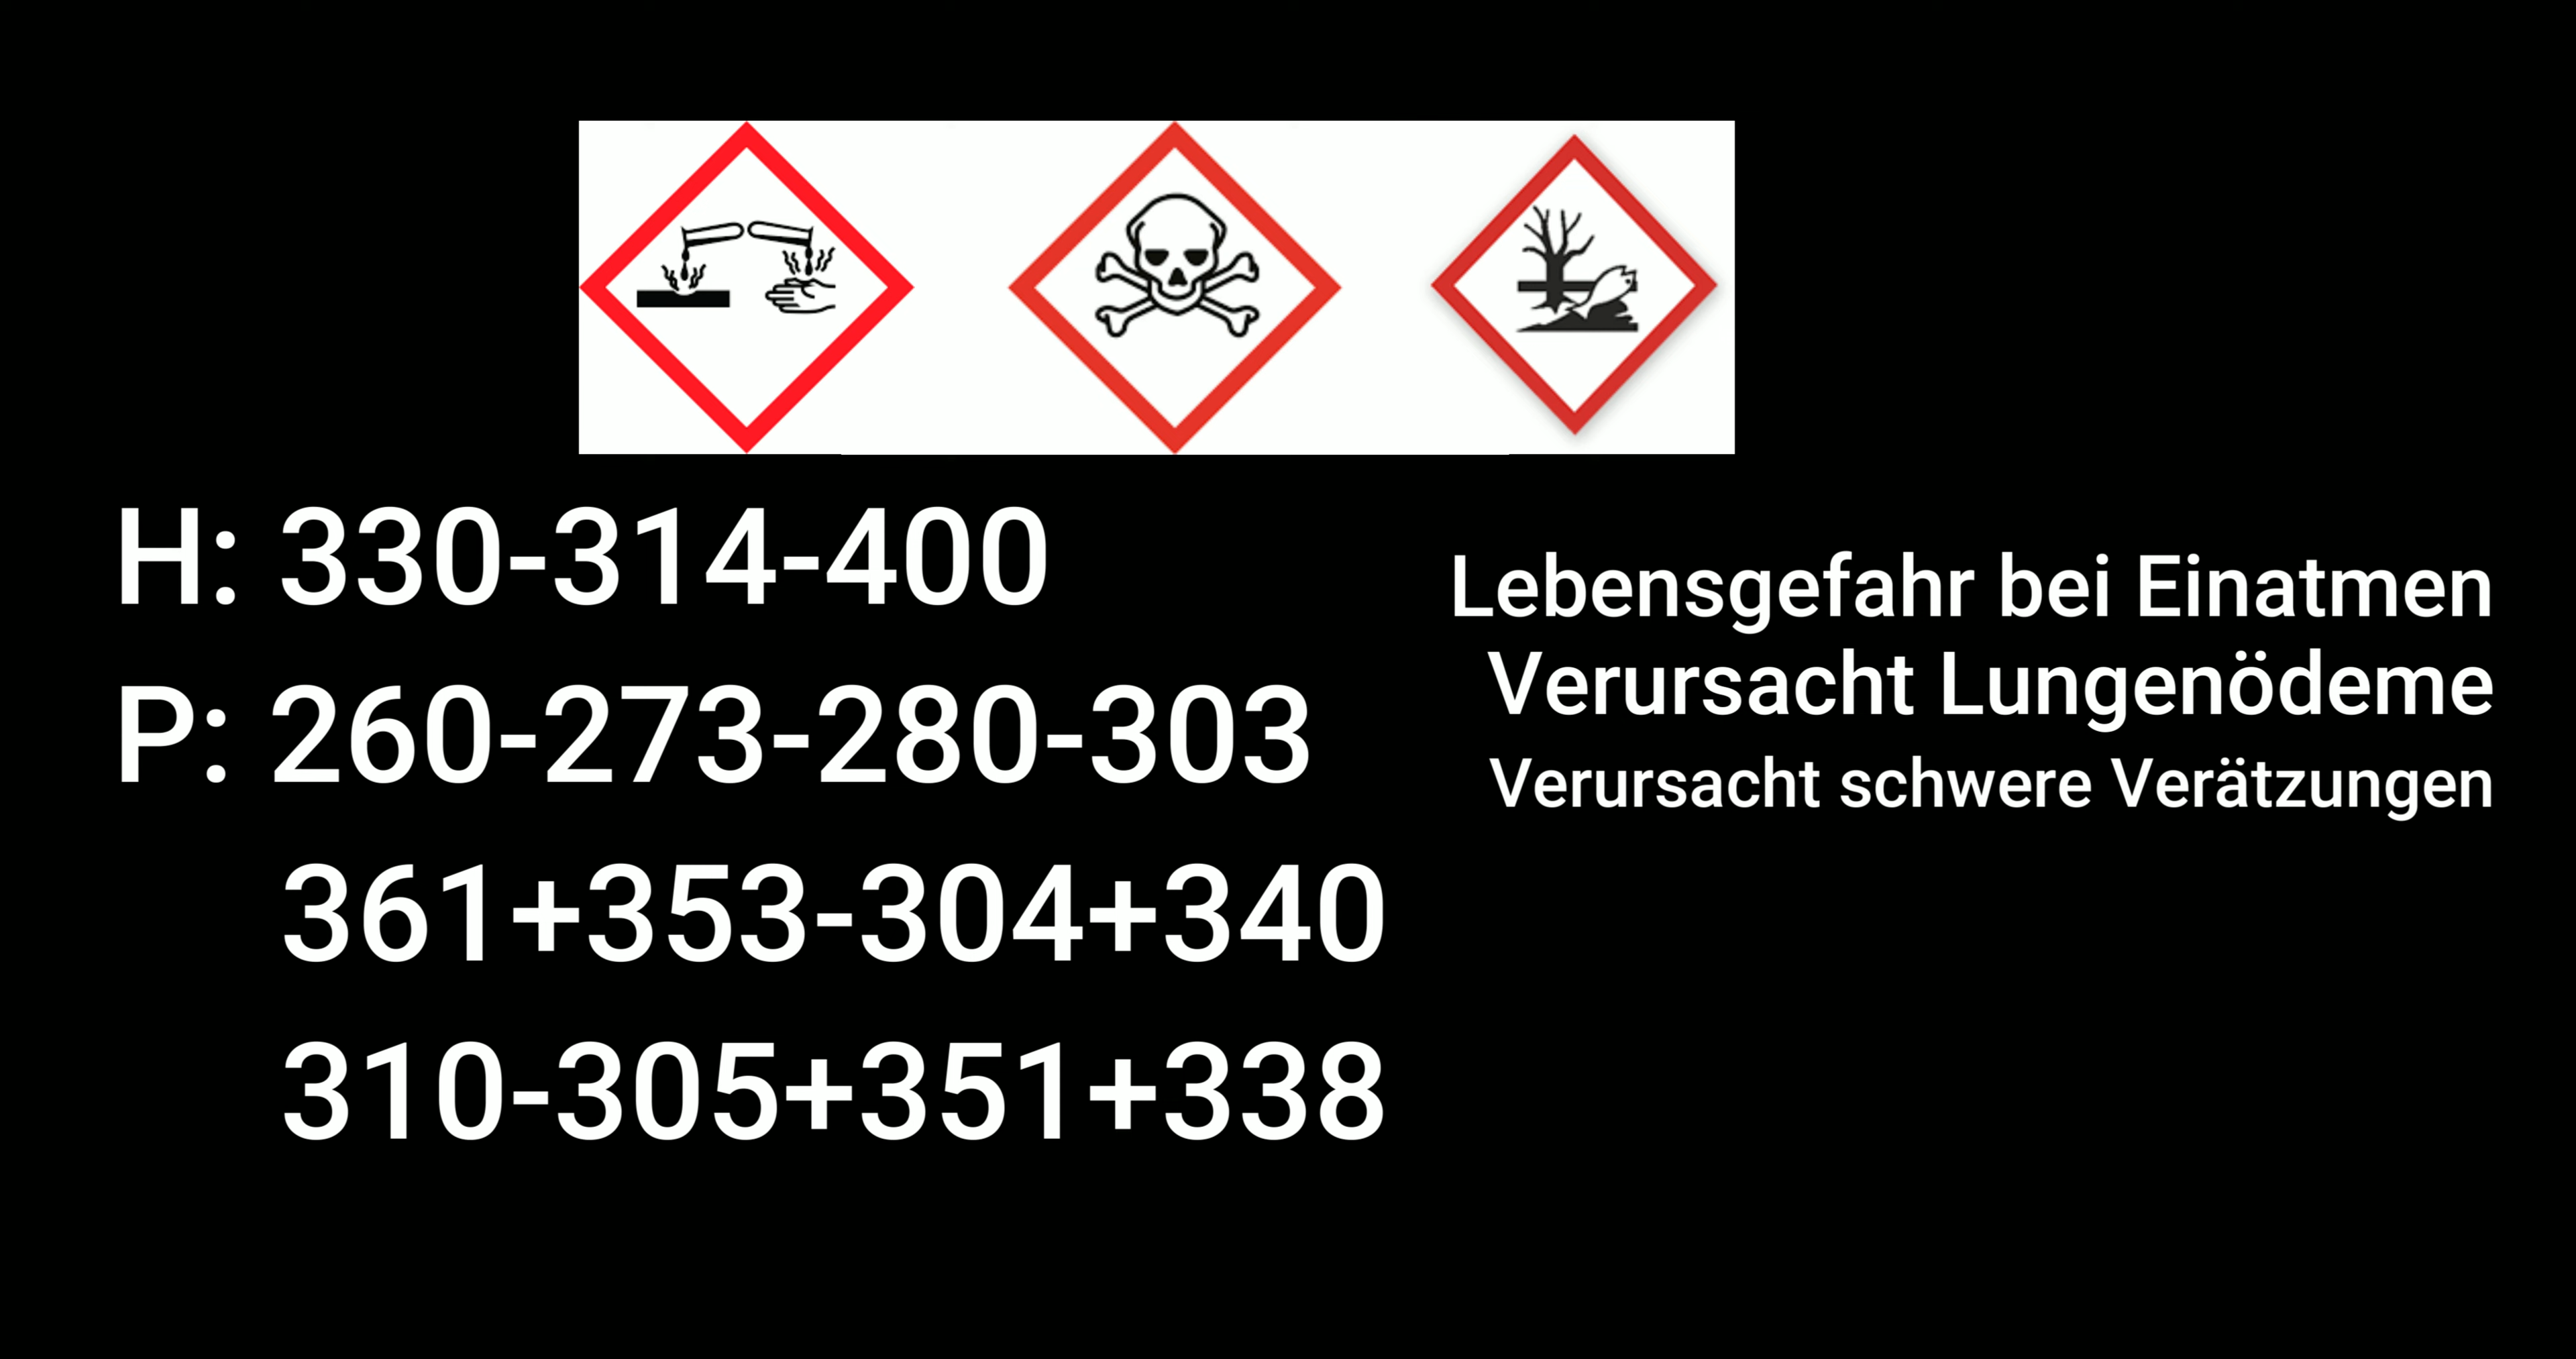 H: 330-314-400
P: 260-273-280-303
361+353-304+340
310-305+351+338
Lebensgefahr bei Einatmen
Verursacht Lungenödeme
Verursacht schwere Verätzungen